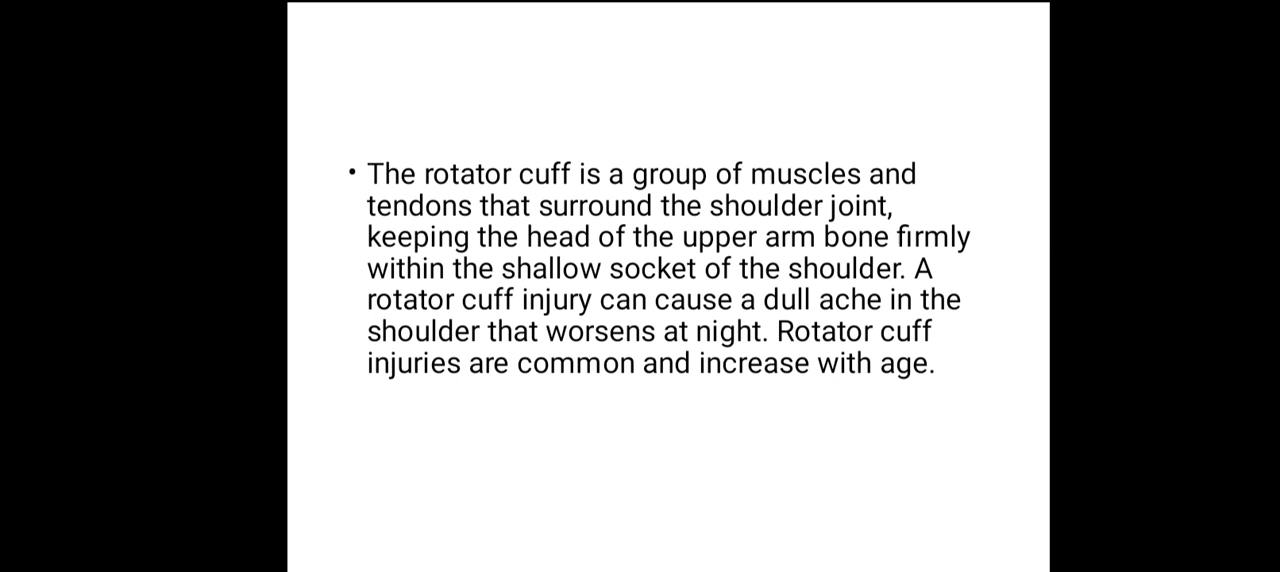 • The rotator cuff is a group of muscles and
tendons that surround the shoulder joint,
keeping the head of the upper arm bone firmly
within the shallow socket of the shoulder. A
rotator cuff injury can cause a dull ache in the
shoulder that worsens at night. Rotator cuff
injuries are common and increase with age.